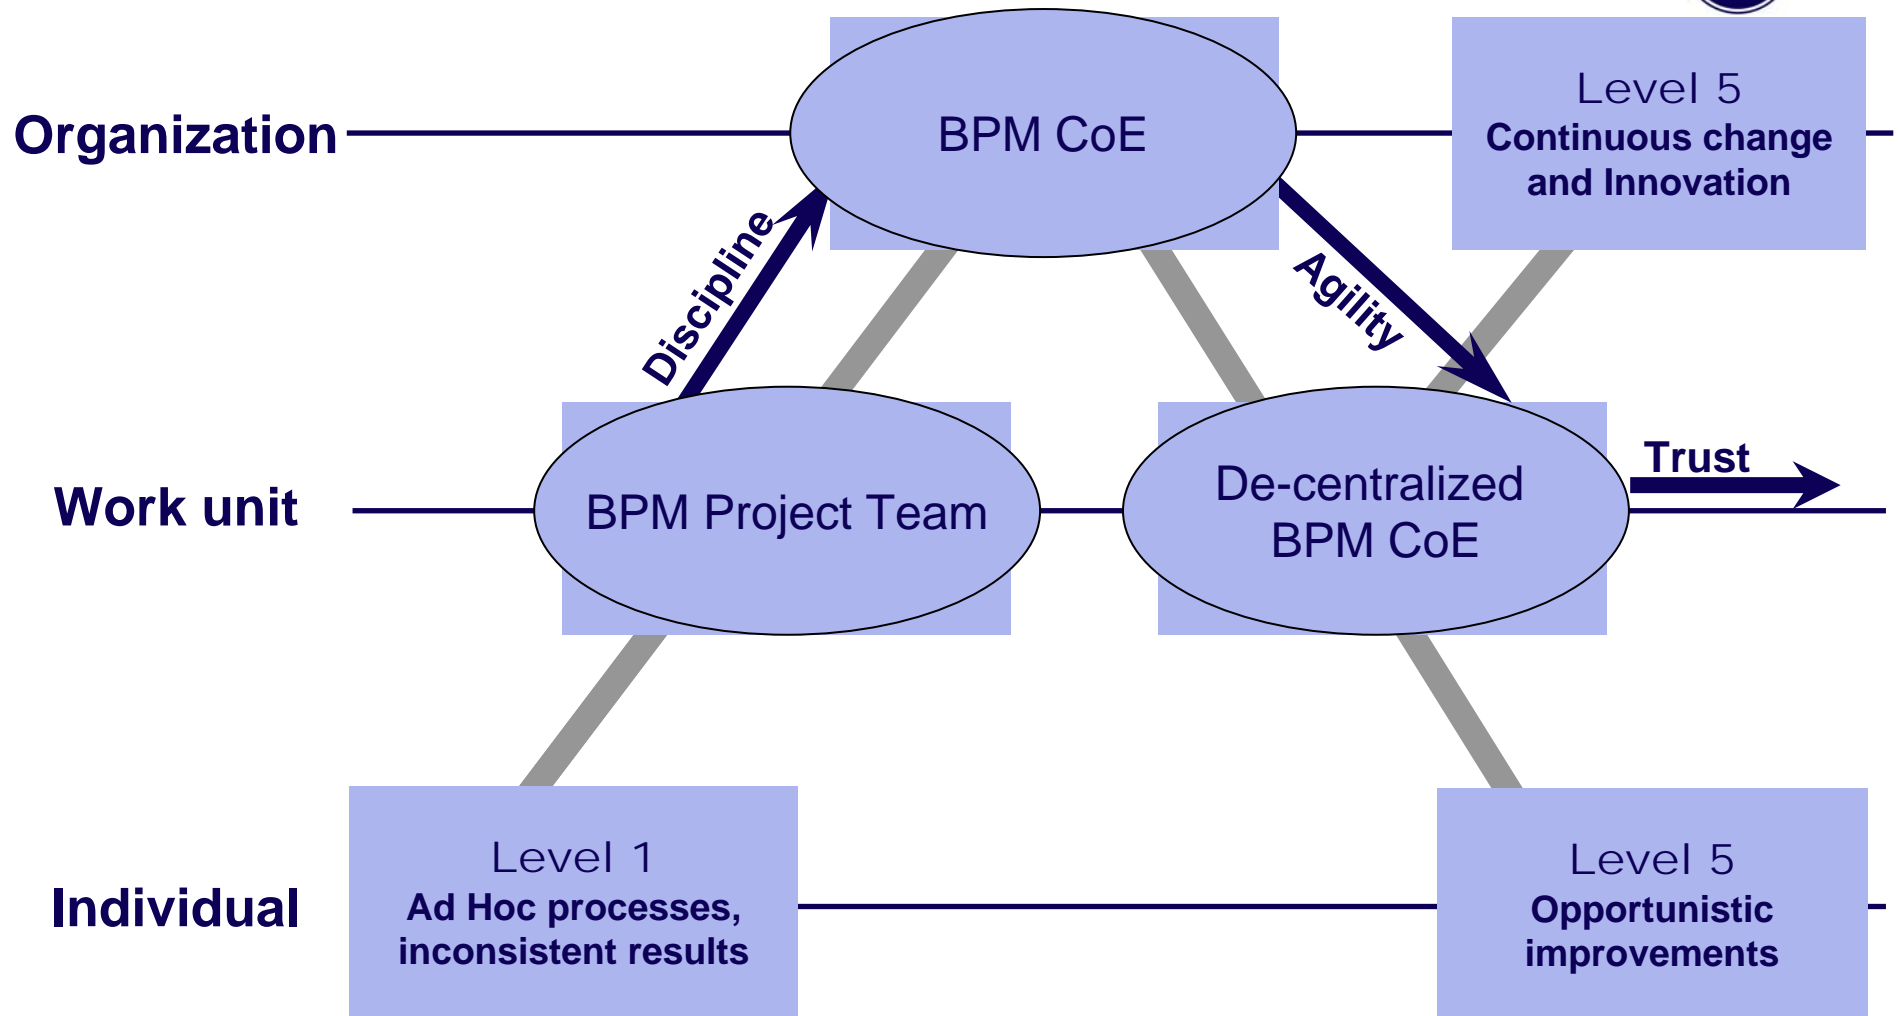 Organization
BPM CoE
Level 5
Continuous change
and Innovation
Discipline
Agility
Work unit
BPM Project Team
De-centralized
BPM CoE
Trust
Individual
Level 1
Ad Hoc processes,
inconsistent results
Level 5
Opportunistic
improvements